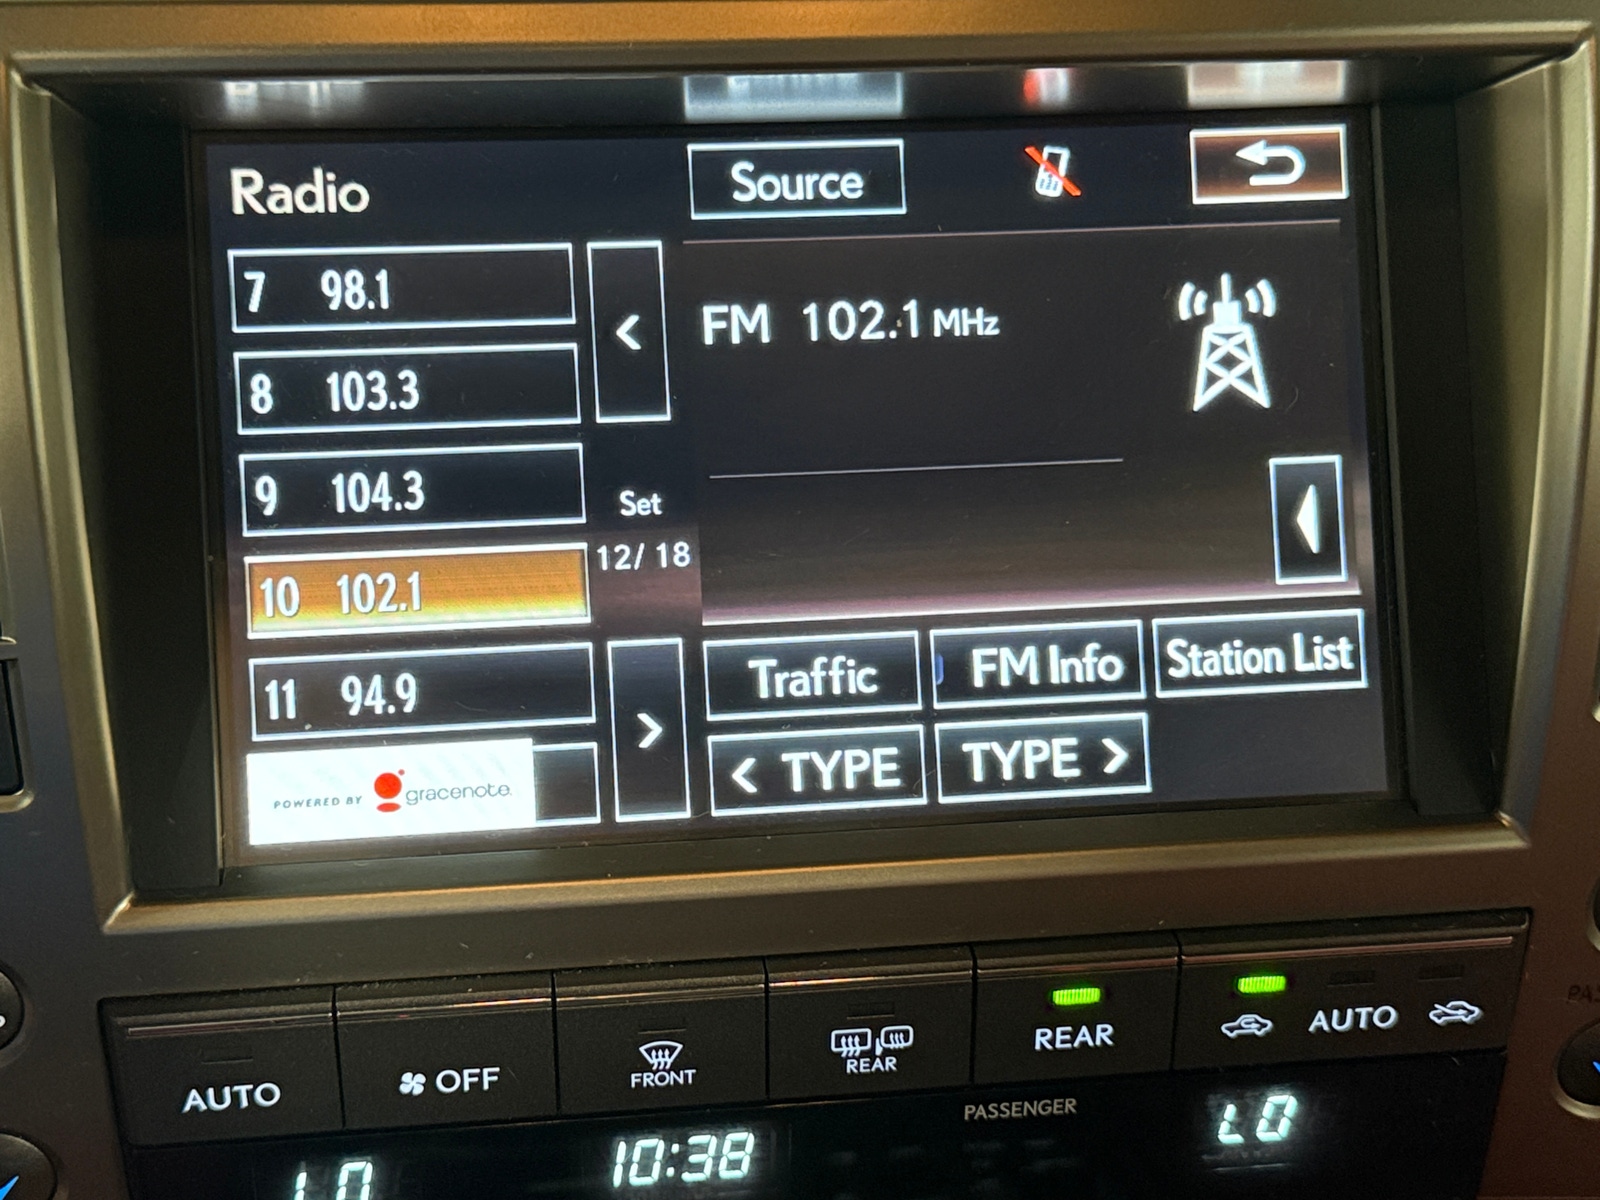 Radio
Source
7 98.1
<
FM 102.1 MHz
8 103.3
9 104.3
Set
12/ 18
10 102.1
11 94.9
>
Traffic
FM Info
Station List
< TYPE
TYPE >
POWERED BY gracenote.
AUTO
OFF
FRONT
REAR
REAR
AUTO
PASSENGER
LO
10:38
LO